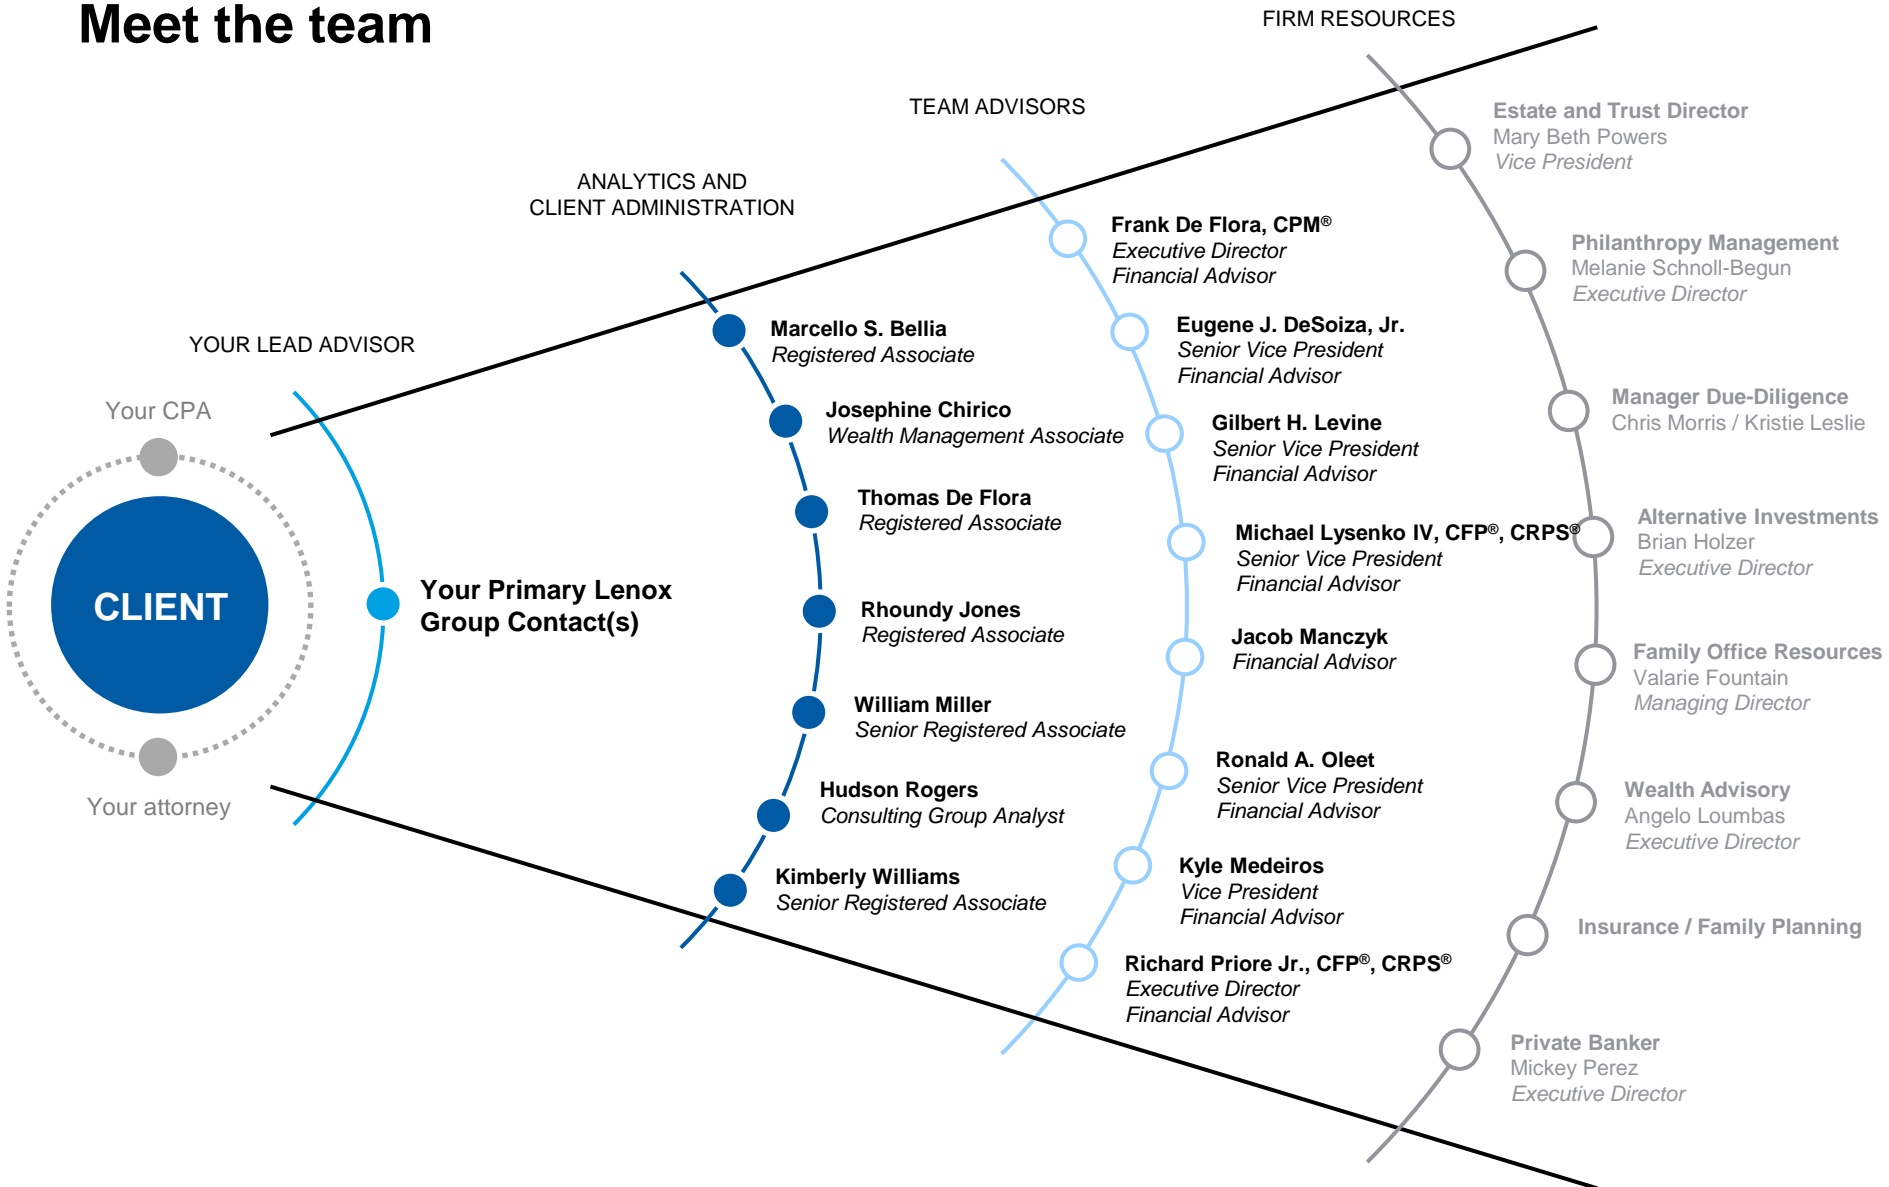 Meet the team
YOUR LEAD ADVISOR
Your CPA
CLIENT
Your attorney
Your Primary Lenox
Group Contact(s)
ANALYTICS AND
CLIENT ADMINISTRATION
Marcello S. Bellia
Registered Associate
Josephine Chirico
Wealth Management Associate
Thomas De Flora
Registered Associate
Rhoundy Jones
Registered Associate
William Miller
Senior Registered Associate
Hudson Rogers
Consulting Group Analyst
Kimberly Williams
Senior Registered Associate
TEAM ADVISORS
Frank De Flora, CPM®
Executive Director
Financial Advisor
Eugene J. DeSoiza, Jr.
Senior Vice President
Financial Advisor
Gilbert H. Levine
Senior Vice President
Financial Advisor
Michael Lysenko IV, CFP®, CRPS®
Senior Vice President
Financial Advisor
Jacob Manczyk
Financial Advisor
Ronald A. Oleet
Senior Vice President
Financial Advisor
Kyle Medeiros
Vice President
Financial Advisor
Richard Priore Jr., CFP®, CRPS®
Executive Director
Financial Advisor
FIRM RESOURCES
Estate and Trust Director
Mary Beth Powers
Vice President
Philanthropy Management
Melanie Schnoll-Begun
Executive Director
Manager Due-Diligence
Chris Morris / Kristie Leslie
Alternative Investments
Brian Holzer
Executive Director
Family Office Resources
Valarie Fountain
Managing Director
Wealth Advisory
Angelo Loumbas
Executive Director
Insurance / Family Planning
Private Banker
Mickey Perez
Executive Director